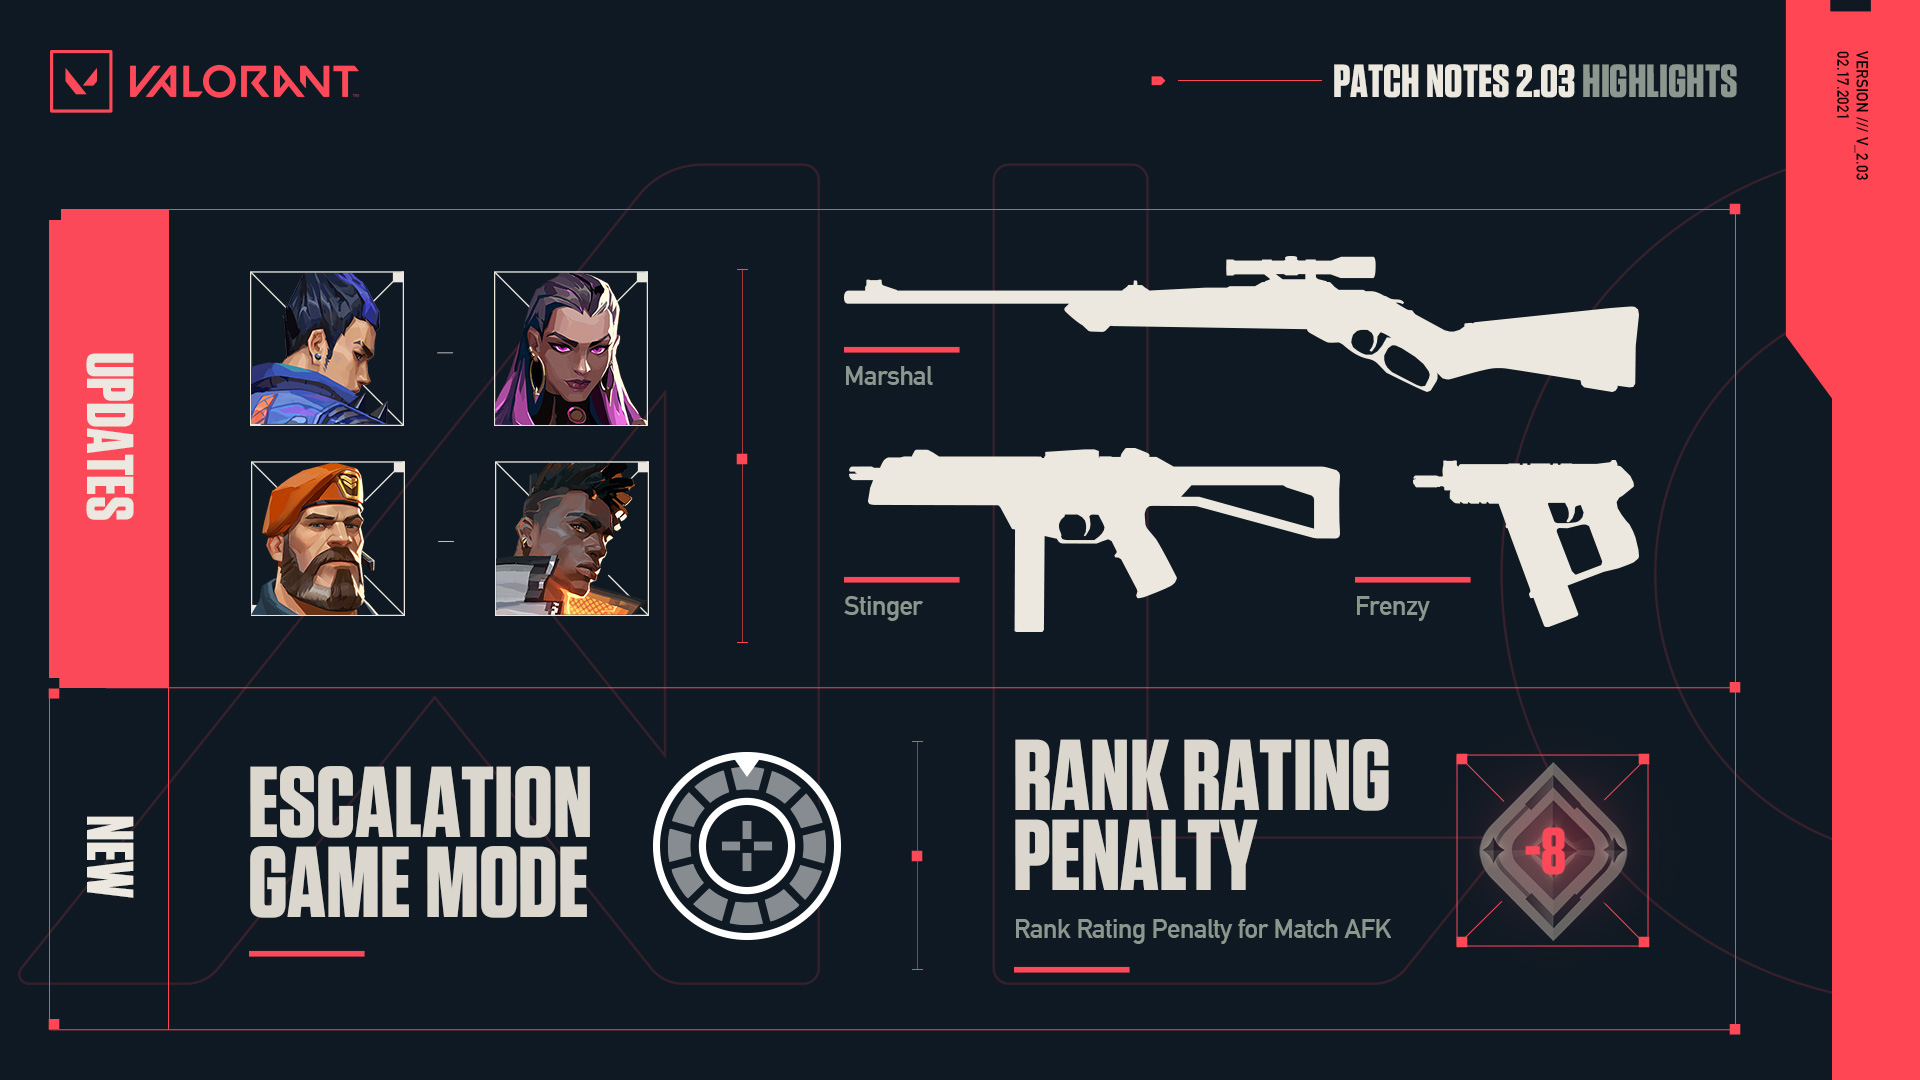 VALORANT™
PATCH NOTES 2.03 HIGHLIGHTS
VERSION /// V_2.03
02.17.2021
UPDATES
Marshal
Stinger
Frenzy
NEW
ESCALATION
GAME MODE
RANK RATING
PENALTY
Rank Rating Penalty for Match AFK
-8